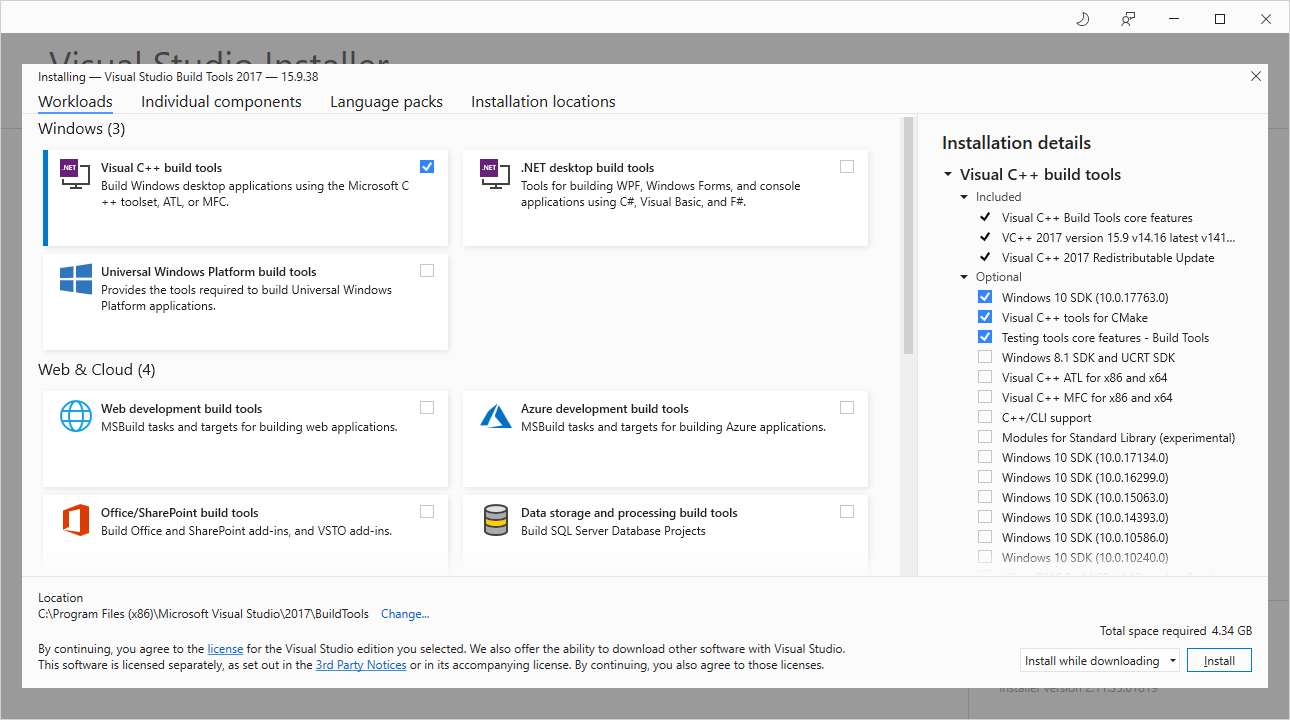 Visual Studio Installer
Installing — Visual Studio Build Tools 2017 — 15.9.38
Workloads
Individual components
Language packs
Installation locations
Windows (3)
.NET
Visual C++ build tools
Build Windows desktop applications using the Microsoft C
++ toolset, ATL, or MFC.
.NET
.NET desktop build tools
Tools for building WPF, Windows Forms, and console
applications using C#, Visual Basic, and F#.
Universal Windows Platform build tools
Provides the tools required to build Universal Windows
Platform applications.
Web & Cloud (4)
Web development build tools
MSBuild tasks and targets for building web applications.
Azure development build tools
MSBuild tasks and targets for building Azure applications.
Office/SharePoint build tools
Build Office and SharePoint add-ins, and VSTO add-ins.
Data storage and processing build tools
Build SQL Server Database Projects
Installation details
Visual C++ build tools
Included
Visual C++ Build Tools core features
VC++ 2017 version 15.9 v14.16 latest v141...
Visual C++ 2017 Redistributable Update
Optional
Windows 10 SDK (10.0.17763.0)
Visual C++ tools for CMake
Testing tools core features - Build Tools
Windows 8.1 SDK and UCRT SDK
Visual C++ ATL for x86 and x64
Visual C++ MFC for x86 and x64
C++/CLI support
Modules for Standard Library (experimental)
Windows 10 SDK (10.0.17134.0)
Windows 10 SDK (10.0.16299.0)
Windows 10 SDK (10.0.15063.0)
Windows 10 SDK (10.0.14393.0)
Windows 10 SDK (10.0.10586.0)
Windows 10 SDK (10.0.10240.0)
Location
C:\Program Files (x86)\Microsoft Visual Studio\2017\BuildTools
Change...
By continuing, you agree to the license for the Visual Studio edition you selected. We also offer the ability to download other software with Visual Studio.
This software is licensed separately, as set out in the 3rd Party Notices or in its accompanying license. By continuing, you also agree to those licenses.
Total space required 4.34 GB
Install while downloading
Install